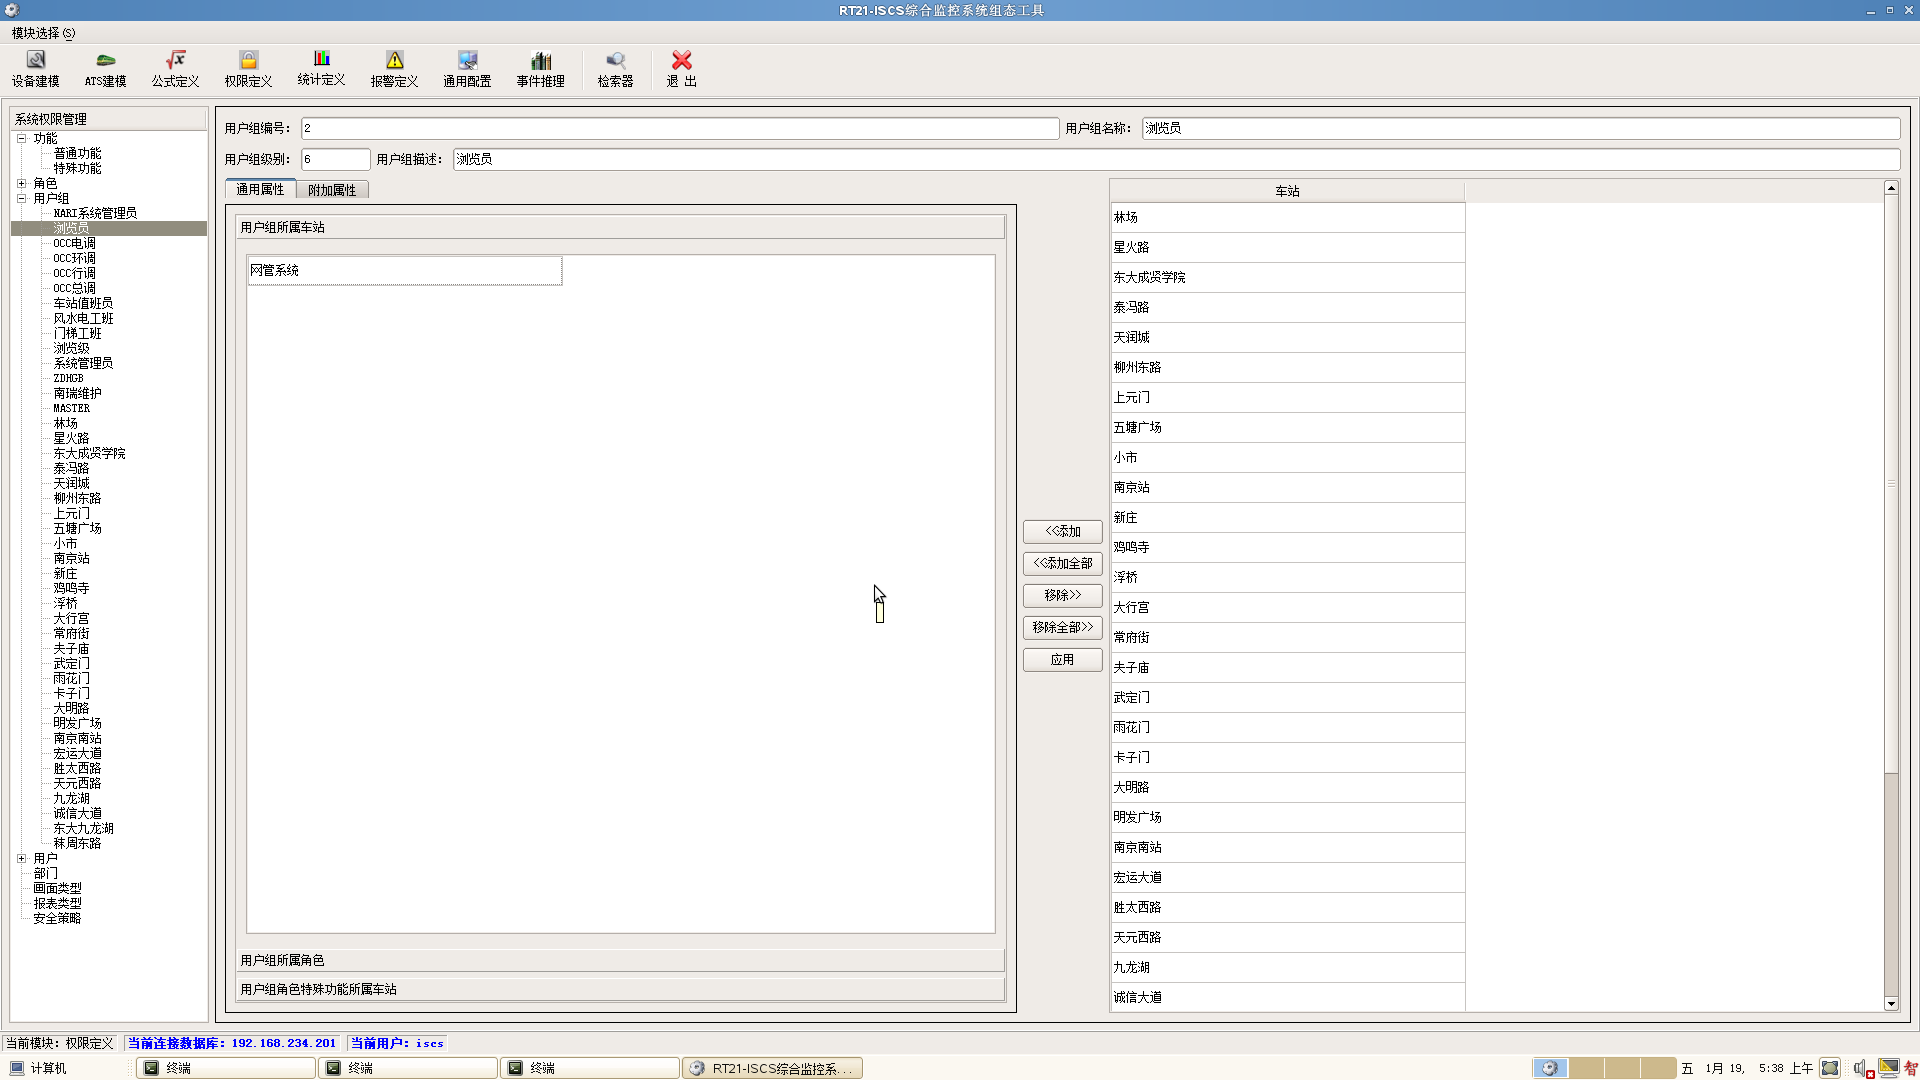 RT21-ISCS综合监控系统组态工具
模块选择 (S)
设备建模
ATS建模
公式定义
权限定义
统计定义
报警定义
通用配置
事件推理
检索器
退 出
系统权限管理
功能
普通功能
特殊功能
角色
用户组
NARI系统管理员
浏览员
OCC电调
OCC环调
OCC行调
OCC总调
车站值班员
风水电工班
门梯工班
浏览级
系统管理员
ZDHGB
南瑞维护
MASTER
林场
星火路
东大成贤学院
泰冯路
天润城
柳州东路
上元门
五塘广场
小市
南京站
新庄
鸡鸣寺
浮桥
大行宫
常府街
夫子庙
武定门
雨花门
卡子门
大明路
明发广场
南京南站
宏运大道
胜太西路
天元西路
九龙湖
诚信大道
东大九龙湖
秣周东路
用户
部门
画面类型
报表类型
安全策略
用户组编号: 2
用户组名称: 浏览员
用户组级别: 6
用户组描述: 浏览员
通用属性
附加属性
用户组所属车站
网管系统
用户组所属角色
用户组角色特殊功能所属车站
<<添加
<<添加全部
移除>>
移除全部>>
应用
车站
林场
星火路
东大成贤学院
泰冯路
天润城
柳州东路
上元门
五塘广场
小市
南京站
新庄
鸡鸣寺
浮桥
大行宫
常府街
夫子庙
武定门
雨花门
卡子门
大明路
明发广场
南京南站
宏运大道
胜太西路
天元西路
九龙湖
诚信大道
当前模块: 权限定义
当前连接数据库: 192.168.234.201
当前用户: iscs
计算机
终端
终端
终端
RT21-ISCS综合监控系...
五 1月 19, 5:38 上午
智